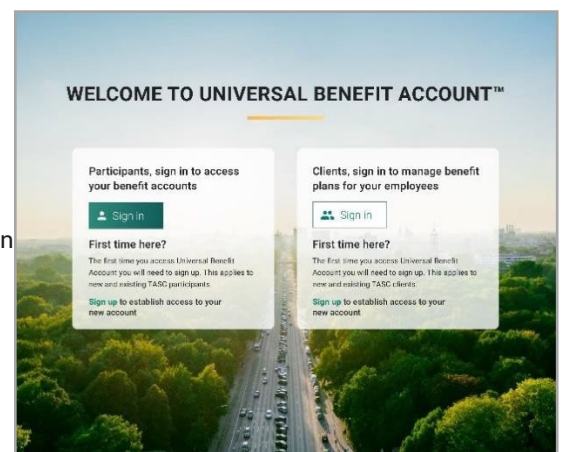 WELCOME TO UNIVERSAL BENEFIT ACCOUNT™
Participants, sign in to access
your benefit accounts
Sign in
First time here?
The first time you access Universal Benefit
Account you will need to sign up. This applies to
new and existing TASC participants.
Sign up to establish access to your
new account
Clients, sign in to manage benefit
plans for your employees
Sign in
First time here?
The first time you access Universal Benefit
Account you will need to sign up. This applies to
new and existing TASC clients.
Sign up to establish access to your
new account
n